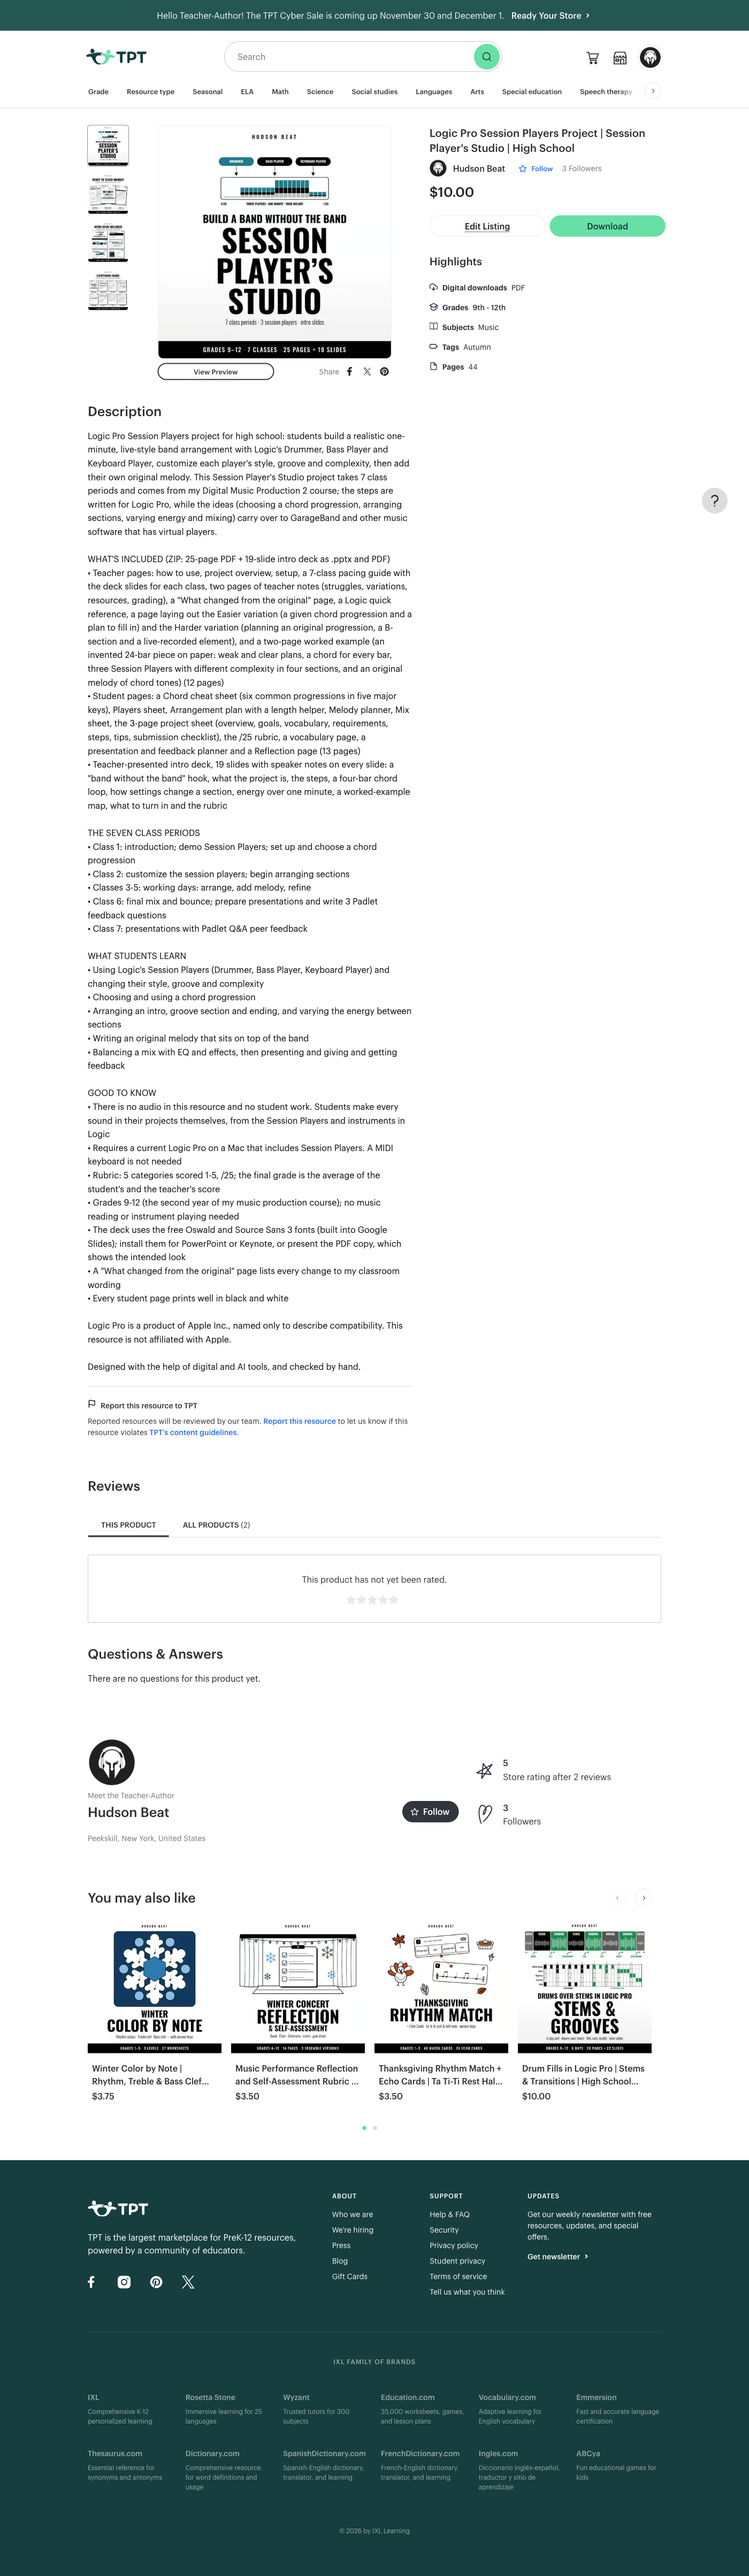 Hello Teacher-Author! The TPT Cyber Sale is coming up November 30 and December 1. Ready Your Store
TPT
Search
Grade Resource type Seasonal ELA Math Science Social studies Languages Arts Special education Speech therapy
HUDSON BEAT
DRUMMER BASS PLAYER KEYBOARD PLAYER
BUILD A BAND WITHOUT THE BAND
SESSION
PLAYER'S
STUDIO
7 class periods · 3 session players · intro slides
GRADES 9–12 7 CLASSES 25 PAGES + 19 SLIDES
View Preview
Share
Logic Pro Session Players Project | Session
Player's Studio | High School
Hudson Beat Follow 3 Followers
$10.00
Edit Listing Download
Highlights
Digital downloads PDF
Grades 9th - 12th
Subjects Music
Tags Autumn
Pages 44
?
Description
Logic Pro Session Players project for high school: students build a realistic one-
minute, live-style band arrangement with Logic's Drummer, Bass Player and
Keyboard Player, customize each player's style, groove and complexity, then add
their own original melody. This Session Player's Studio project takes 7 class
periods and comes from my Digital Music Production 2 course; the steps are
written for Logic Pro, while the ideas (choosing a chord progression, arranging
sections, varying energy and mixing) carry over to GarageBand and other music
software that has virtual players.
WHAT'S INCLUDED (ZIP: 25-page PDF + 19-slide intro deck as .pptx and PDF)
• Teacher pages: how to use, project overview, setup, a 7-class pacing guide with
the deck slides for each class, two pages of teacher notes (struggles, variations,
resources, grading), a "What changed from the original" page, a Logic quick
reference, a page laying out the Easier variation (a given chord progression and a
plan to fill in) and the Harder variation (planning an original progression, a B-
section and a live-recorded element), and a two-page worked example (an
invented 24-bar piece on paper: weak and clear plans, a chord for every bar,
three Session Players with different complexity in four sections, and an original
melody of chord tones) (12 pages)
• Student pages: a Chord cheat sheet (six common progressions in five major
keys), Players sheet, Arrangement plan with a length helper, Melody planner, Mix
sheet, the 3-page project sheet (overview, goals, vocabulary, requirements,
steps, tips, submission checklist), the /25 rubric, a vocabulary page, a
presentation and feedback planner and a Reflection page (13 pages)
• Teacher-presented intro deck, 19 slides with speaker notes on every slide: a
"band without the band" hook, what the project is, the steps, a four-bar chord
loop, how settings change a section, energy over one minute, a worked-example
map, what to turn in and the rubric
THE SEVEN CLASS PERIODS
• Class 1: introduction; demo Session Players; set up and choose a chord
progression
• Class 2: customize the session players; begin arranging sections
• Classes 3-5: working days: arrange, add melody, refine
• Class 6: final mix and bounce; prepare presentations and write 3 Padlet
feedback questions
• Class 7: presentations with Padlet Q&A peer feedback
WHAT STUDENTS LEARN
• Using Logic's Session Players (Drummer, Bass Player, Keyboard Player) and
changing their style, groove and complexity
• Choosing and using a chord progression
• Arranging an intro, groove section and ending, and varying the energy between
sections
• Writing an original melody that sits on top of the band
• Balancing a mix with EQ and effects, then presenting and giving and getting
feedback
GOOD TO KNOW
• There is no audio in this resource and no student work. Students make every
sound in their projects themselves, from the Session Players and instruments in
Logic
• Requires a current Logic Pro on a Mac that includes Session Players. A MIDI
keyboard is not needed
• Rubric: 5 categories scored 1-5, /25; the final grade is the average of the
student's and the teacher's score
• Grades 9-12 (the second year of my music production course); no music
reading or instrument playing needed
• The deck uses the free Oswald and Source Sans 3 fonts (built into Google
Slides); install them for PowerPoint or Keynote, or present the PDF copy, which
shows the intended look
• A "What changed from the original" page lists every change to my classroom
wording
• Every student page prints well in black and white
Logic Pro is a product of Apple Inc., named only to describe compatibility. This
resource is not affiliated with Apple.
Designed with the help of digital and AI tools, and checked by hand.
Report this resource to TPT
Reported resources will be reviewed by our team. Report this resource to let us know if this
resource violates TPT's content guidelines.
Reviews
THIS PRODUCT ALL PRODUCTS (2)
This product has not yet been rated.
Questions & Answers
There are no questions for this product yet.
Meet the Teacher-Author
Hudson Beat
Peekskill, New York, United States
Follow
5
Store rating after 2 reviews
3
Followers
You may also like
HUDSON BEAT
WINTER
COLOR BY NOTE
HUDSON BEAT
WINTER CONCERT
REFLECTION
& SELF-ASSESSMENT
HUDSON BEAT
THANKSGIVING
RHYTHM MATCH
HUDSON BEAT
DRUMS OVER STEMS IN LOGIC PRO
STEMS &
GROOVES
Winter Color by Note |
Rhythm, Treble & Bass Clef...
$3.75
Music Performance Reflection
and Self-Assessment Rubric ...
$3.50
Thanksgiving Rhythm Match +
Echo Cards | Ta Ti-Ti Rest Hal...
$3.50
Drum Fills in Logic Pro | Stems
& Transitions | High School...
$10.00
TPT
TPT is the largest marketplace for PreK-12 resources,
powered by a community of educators.
ABOUT
Who we are
We're hiring
Press
Blog
Gift Cards
SUPPORT
Help & FAQ
Security
Privacy policy
Student privacy
Terms of service
Tell us what you think
UPDATES
Get our weekly newsletter with free
resources, updates, and special
offers.
Get newsletter
IXL FAMILY OF BRANDS
IXL
Comprehensive K-12
personalized learning
Rosetta Stone
Immersive learning for 25
languages
Wyzant
Trusted tutors for 300
subjects
Education.com
35,000 worksheets, games,
and lesson plans
Vocabulary.com
Adaptive learning for
English vocabulary
Emmersion
Fast and accurate language
certification
Thesaurus.com
Essential reference for
synonyms and antonyms
Dictionary.com
Comprehensive resource
for word definitions and
usage
SpanishDictionary.com
Spanish-English dictionary,
translator, and learning
FrenchDictionary.com
French-English dictionary,
translator, and learning
Ingles.com
Diccionario inglés-español,
traductor y sitio de
aprendizaje
ABCya
Fun educational games for
kids
© 2026 by IXL Learning